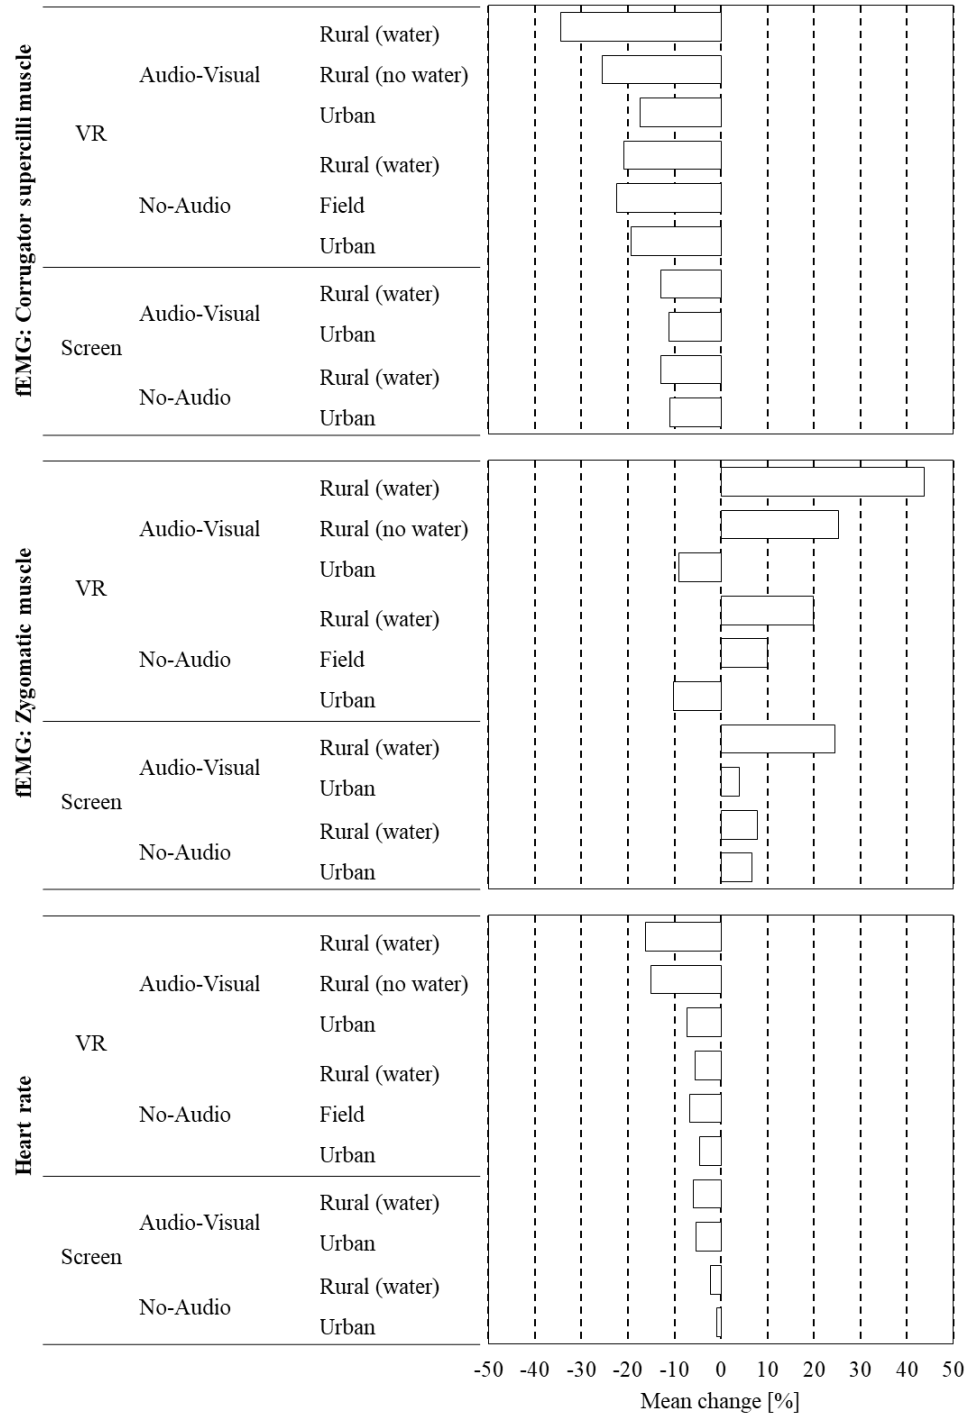 fEMG: Corrugator supercilli muscle
VR
Audio-Visual
Rural (water)
Rural (no water)
Urban
No-Audio
Rural (water)
Field
Urban
Screen
Audio-Visual
Rural (water)
Urban
No-Audio
Rural (water)
Urban
fEMG: Zygomatic muscle
VR
Audio-Visual
Rural (water)
Rural (no water)
Urban
No-Audio
Rural (water)
Field
Urban
Screen
Audio-Visual
Rural (water)
Urban
No-Audio
Rural (water)
Urban
Heart rate
VR
Audio-Visual
Rural (water)
Rural (no water)
Urban
No-Audio
Rural (water)
Field
Urban
Screen
Audio-Visual
Rural (water)
Urban
No-Audio
Rural (water)
Urban
-50 -40 -30 -20 -10 0 10 20 30 40 50
Mean change [%]